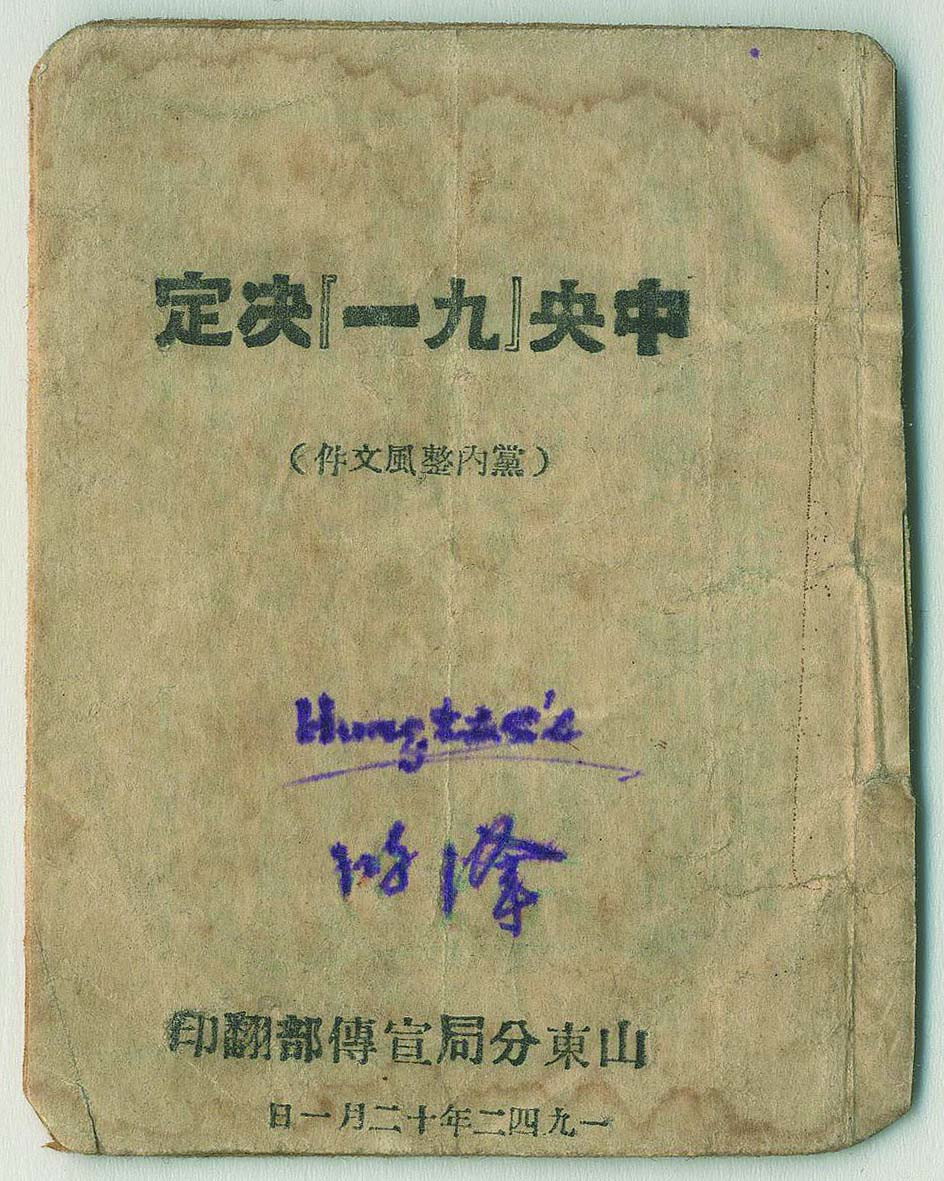 中央『九一』决定
（黨內整風文件）
山東分局宣傳部翻印
一九四二年十二月一日